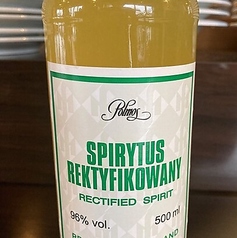 Polmos
SPIRYTUS
REKTYFIKOWANY
RECTIFIED SPIRIT
96% vol.
500 ml